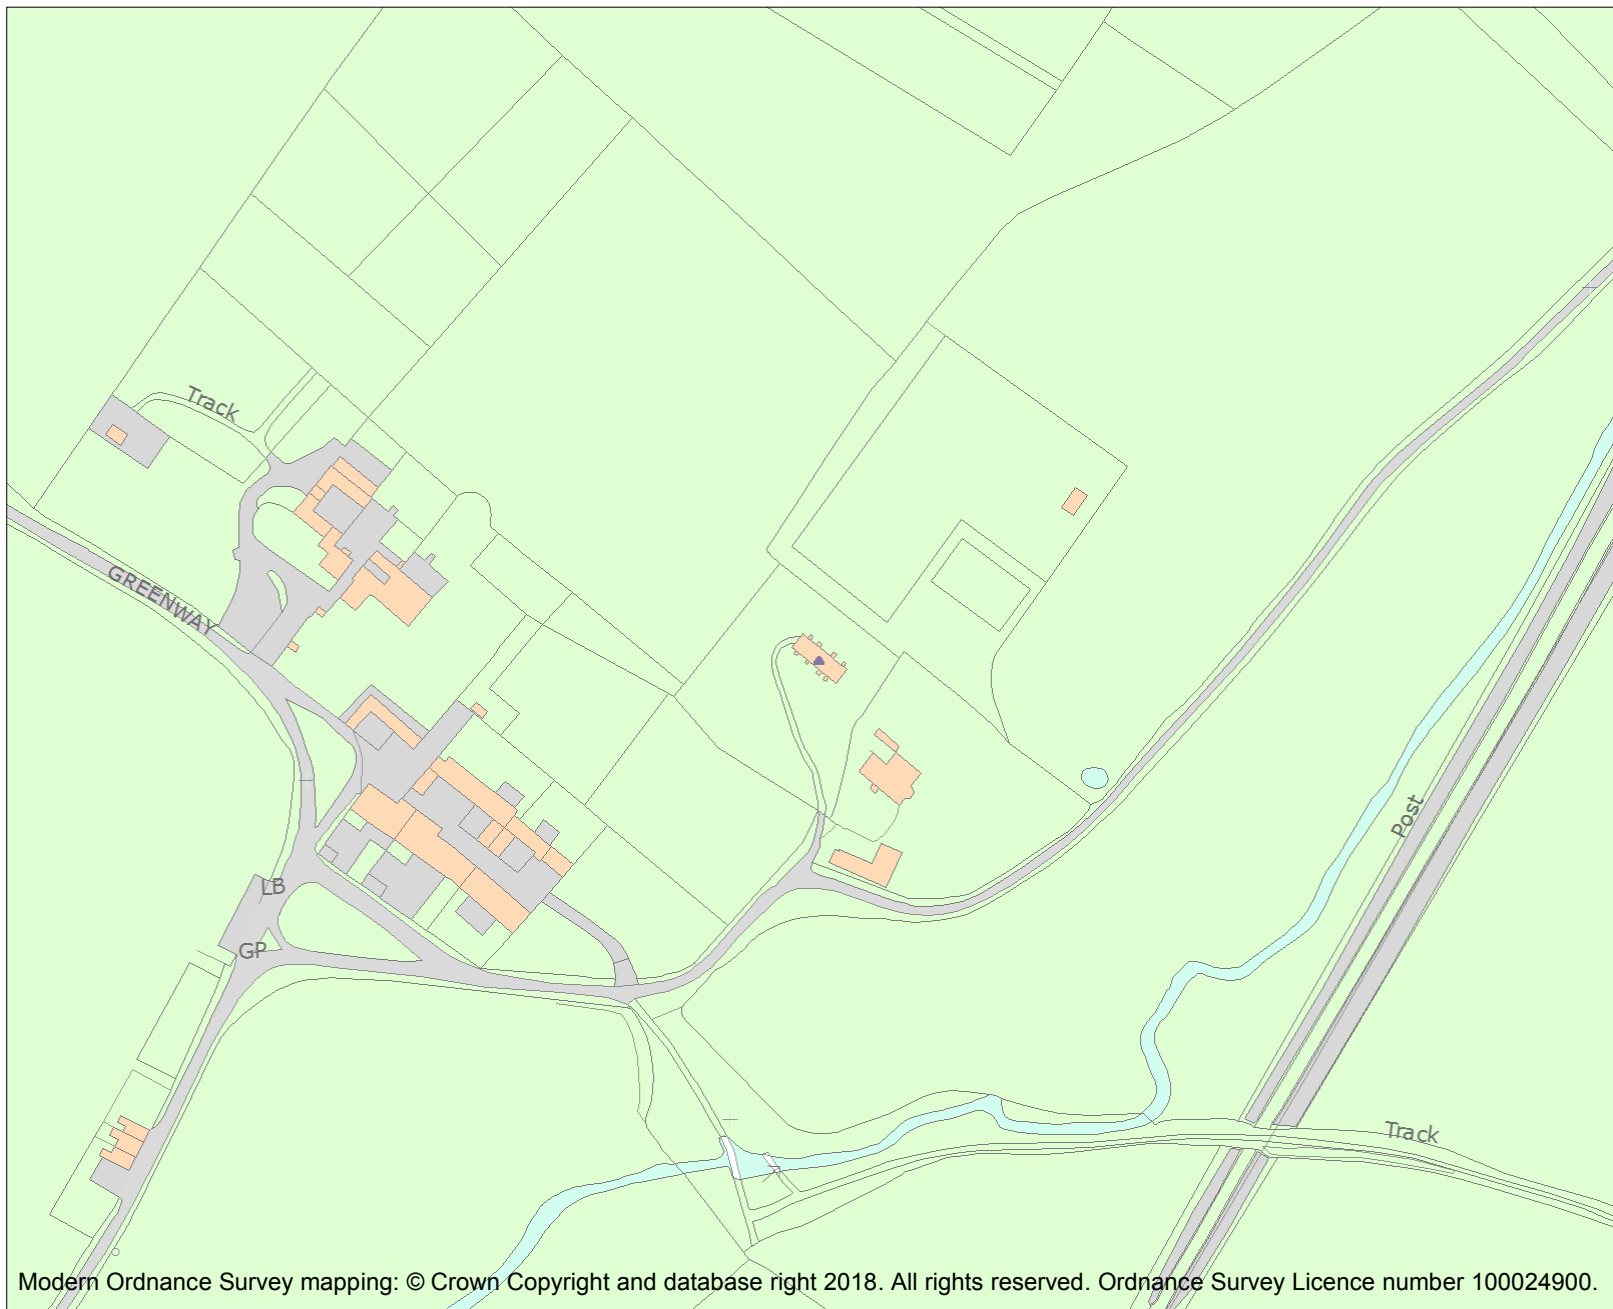 Track
GREENWAY
Post
LB
GP
Track
Modern Ordnance Survey mapping: © Crown Copyright and database right 2018. All rights reserved. Ordnance Survey Licence number 100024900.